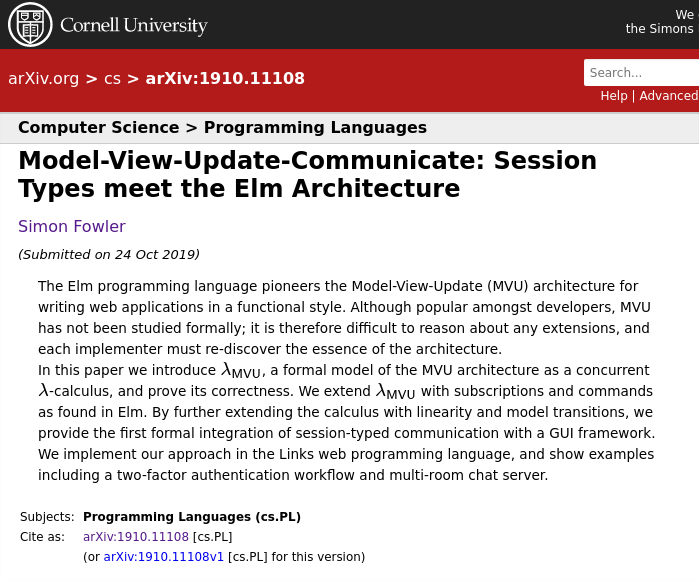 Cornell University
We
the Simons
arXiv.org > cs > arXiv:1910.11108
Search...
Help | Advanced
Computer Science > Programming Languages
Model-View-Update-Communicate: Session
Types meet the Elm Architecture
Simon Fowler
(Submitted on 24 Oct 2019)
The Elm programming language pioneers the Model-View-Update (MVU) architecture for
writing web applications in a functional style. Although popular amongst developers, MVU
has not been studied formally; it is therefore difficult to reason about any extensions, and
each implementer must re-discover the essence of the architecture.
In this paper we introduce λMVU, a formal model of the MVU architecture as a concurrent
λ-calculus, and prove its correctness. We extend λMVU with subscriptions and commands
as found in Elm. By further extending the calculus with linearity and model transitions, we
provide the first formal integration of session-typed communication with a GUI framework.
We implement our approach in the Links web programming language, and show examples
including a two-factor authentication workflow and multi-room chat server.
Subjects: Programming Languages (cs.PL)
Cite as: arXiv:1910.11108 [cs.PL]
(or arXiv:1910.11108v1 [cs.PL] for this version)